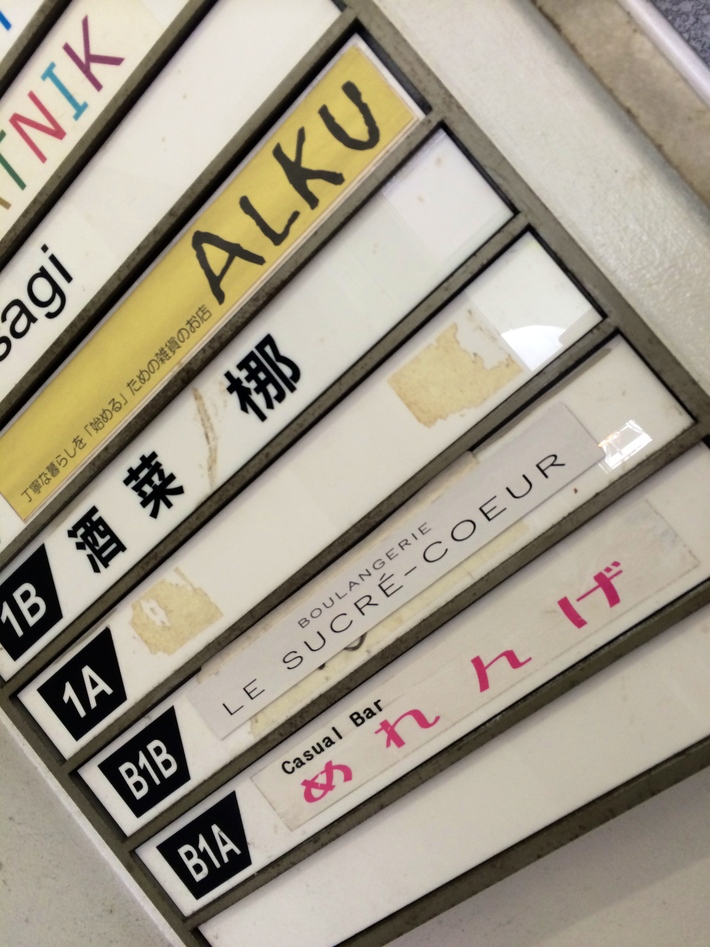 TNIK
sagi
ALKU
丁寧な暮らしを「始める」ための雑貨のお店
1B 酒菜 梛
1A
B1B BOULANGERIE
LE SUCRÉ-COEUR
B1A Casual Bar
めれんげ